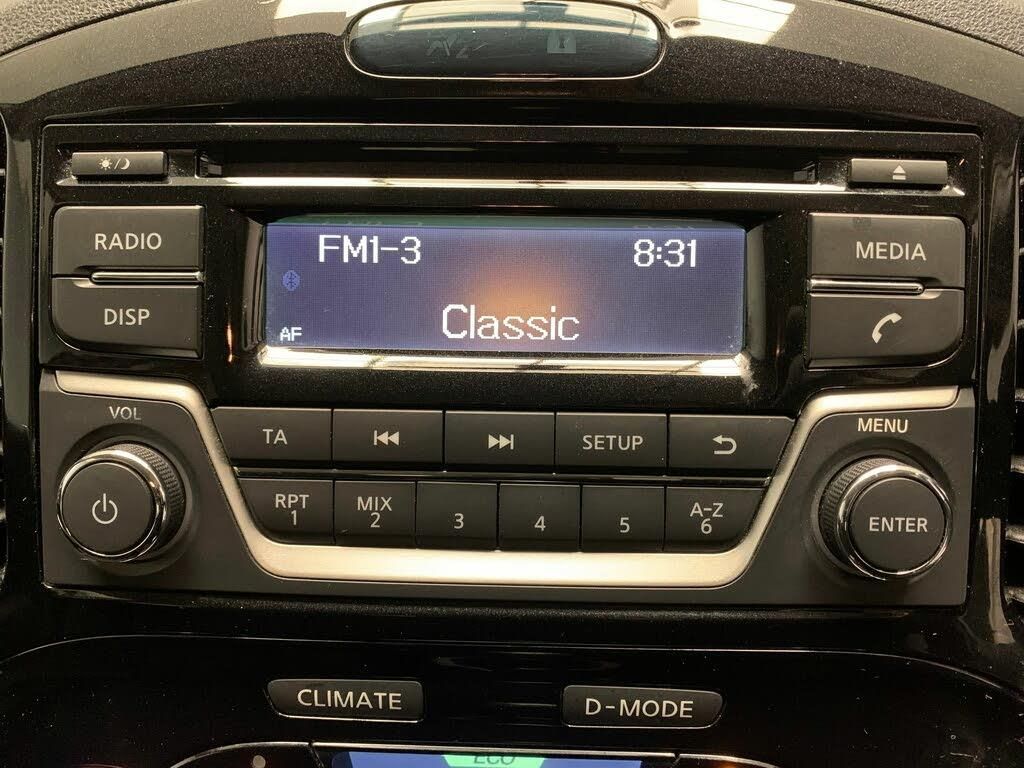 RADIO
DISP
FM1-3 8:31
Classic
AF
MEDIA
VOL
TA
SETUP
MENU
RPT
1
MIX
2
3
4
5
A-Z
6
ENTER
CLIMATE
D-MODE
ECO